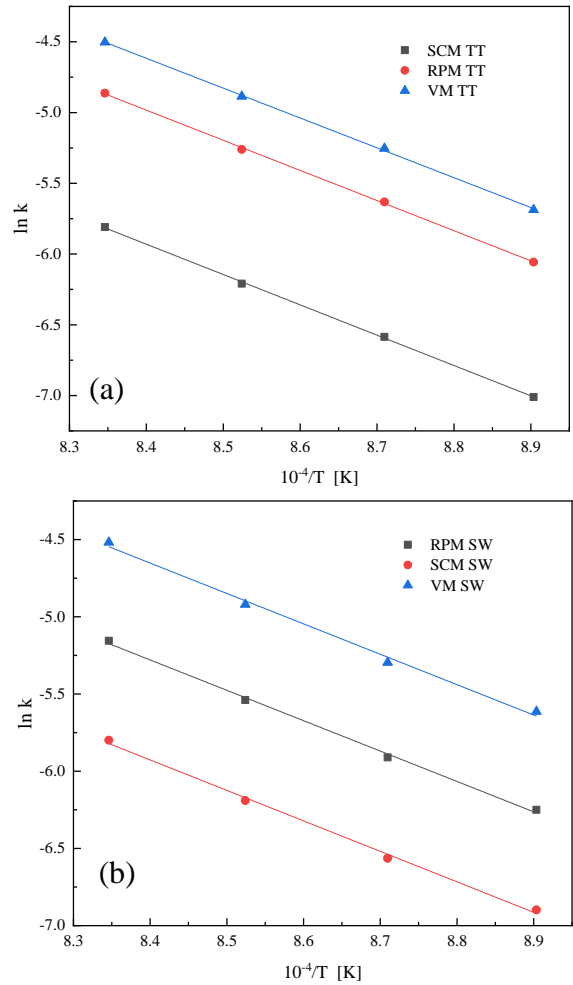 -4.5
-5.0
-5.5
-6.0
-6.5
-7.0
ln k
SCM TT
RPM TT
VM TT
(a)
8.3 8.4 8.5 8.6 8.7 8.8 8.9
10-4/T [K]
-4.5
-5.0
-5.5
-6.0
-6.5
-7.0
ln k
RPM SW
SCM SW
VM SW
(b)
8.3 8.4 8.5 8.6 8.7 8.8 8.9
10-4/T [K]